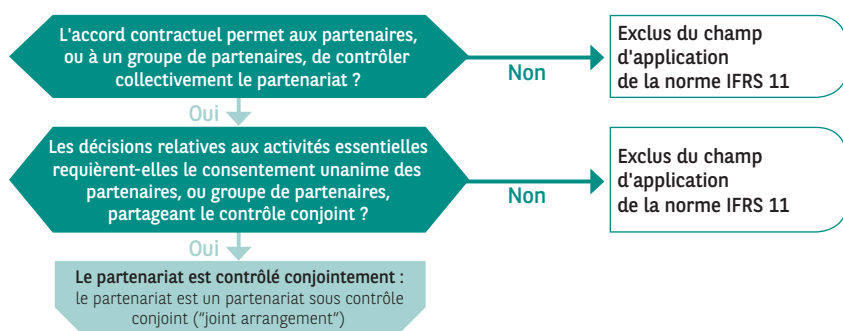 L'accord contractuel permet aux partenaires,
ou à un groupe de partenaires, de contrôler
collectivement le partenariat ?
Non
Exclus du champ
d'application
de la norme IFRS 11
Oui
Les décisions relatives aux activités essentielles
requièrent-elles le consentement unanime des
partenaires, ou groupe de partenaires,
partageant le contrôle conjoint ?
Non
Exclus du champ
d'application
de la norme IFRS 11
Oui
Le partenariat est contrôlé conjointement :
le partenariat est un partenariat sous contrôle
conjoint (“joint arrangement”)